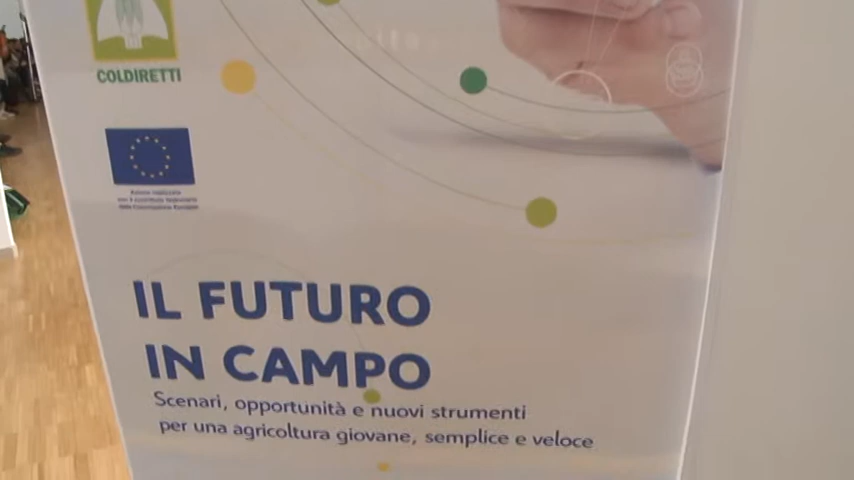 COLDIRETTI
Azione realizzata
con il contributo finanziario
della Commissione Europea
IL FUTURO
IN CAMPO
Scenari, opportunità e nuovi strumenti
per una agricoltura giovane, semplice e veloce